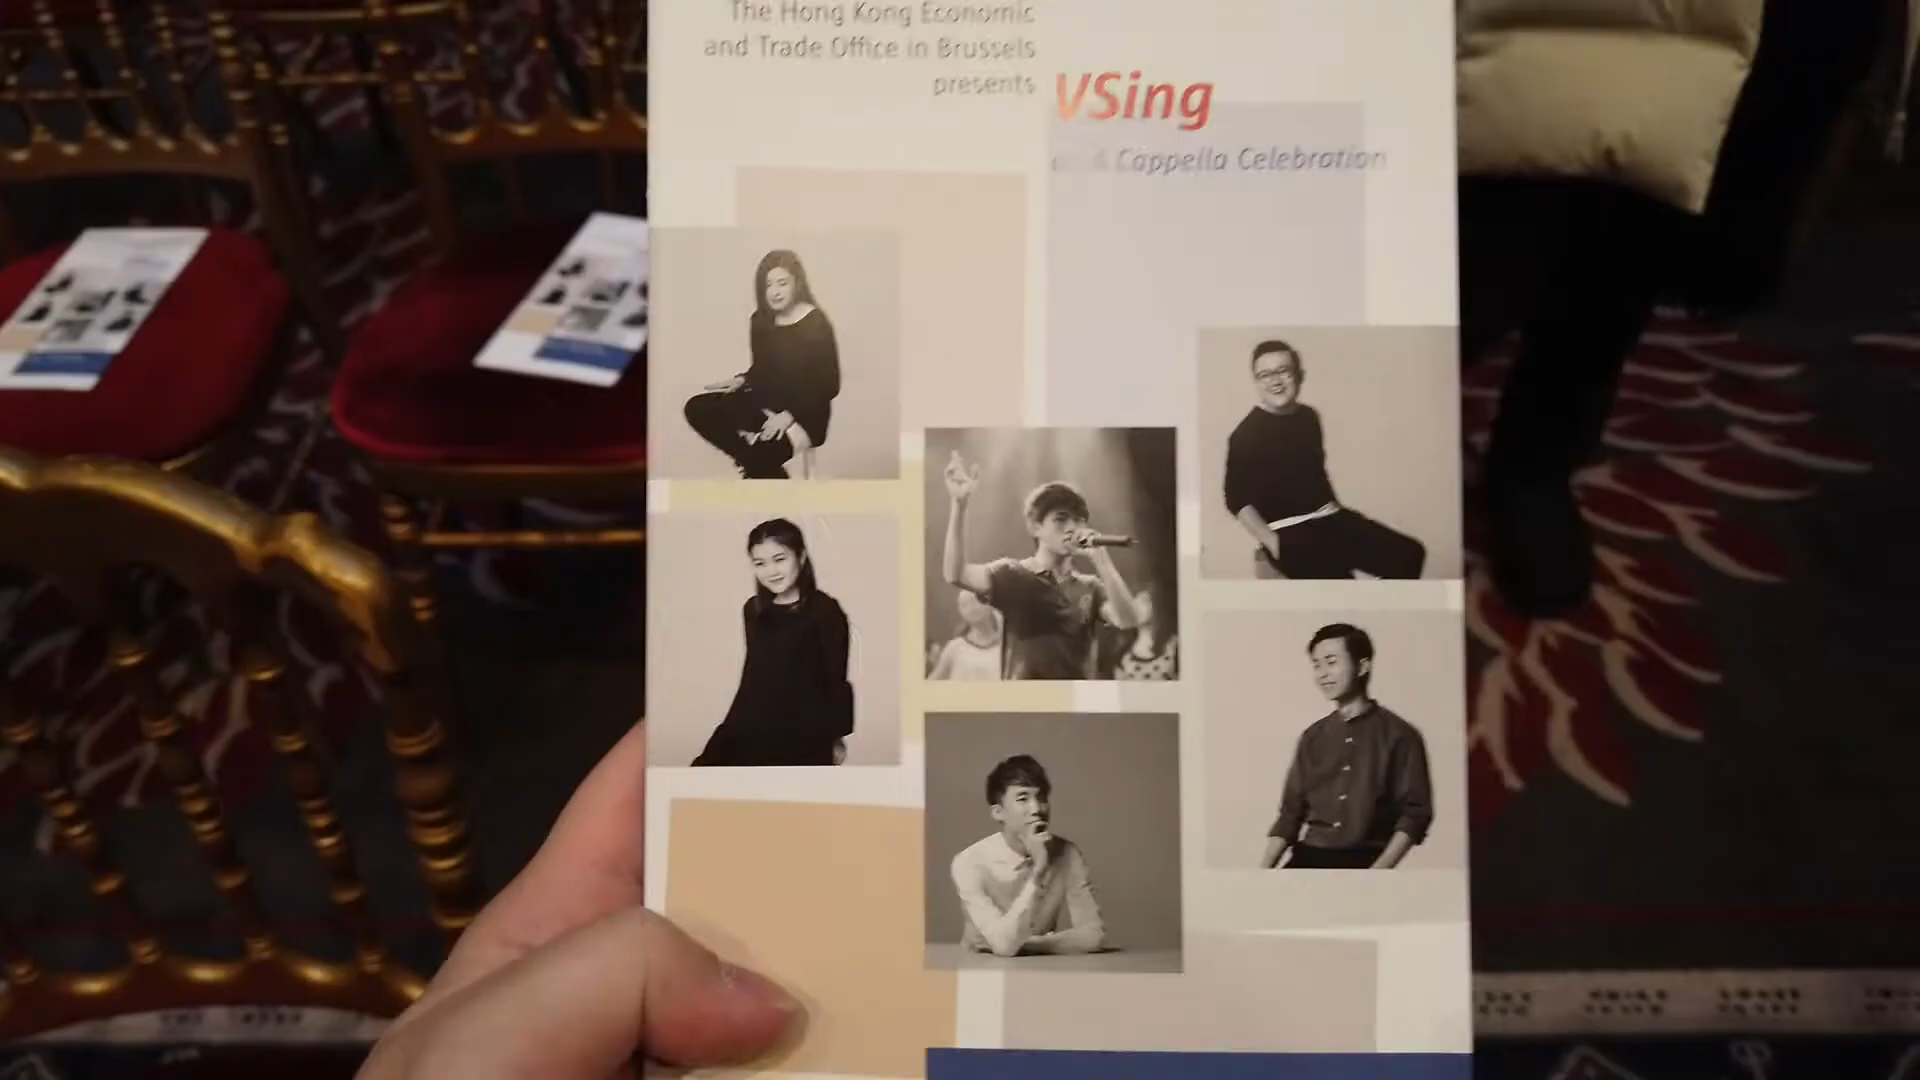 The Hong Kong Economic
and Trade Office in Brussels
presents
VSing
A Cappella Celebration